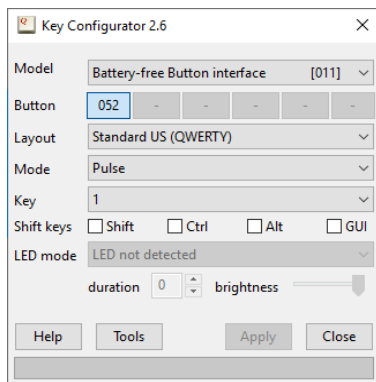 Key Configurator 2.6
Model Battery-free Button interface [011]
Button 052 - - - - -
Layout Standard US (QWERTY)
Mode Pulse
Key 1
Shift keys Shift Ctrl Alt GUI
LED mode LED not detected
duration 0 brightness
Help Tools Apply Close